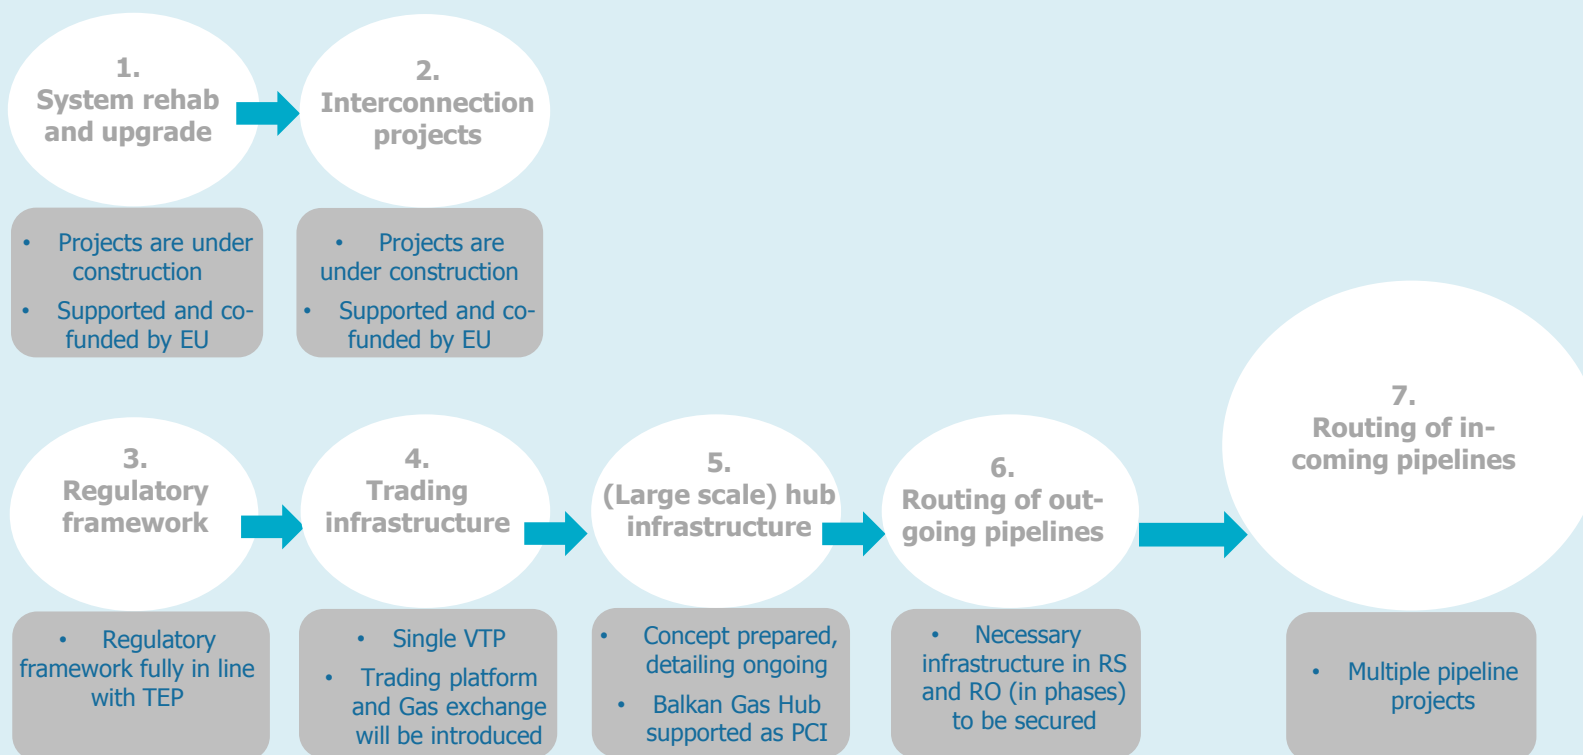 1.
System rehab
and upgrade
2.
Interconnection
projects
• Projects are under
construction
• Supported and co-
funded by EU
• Projects are
under construction
• Supported and co-
funded by EU
3.
Regulatory
framework
4.
Trading
infrastructure
5.
(Large scale) hub
infrastructure
6.
Routing of out-
going pipelines
7.
Routing of in-
coming pipelines
• Regulatory
framework fully in line
with TEP
• Single VTP
• Trading platform
and Gas exchange
will be introduced
• Concept prepared,
detailing ongoing
• Balkan Gas Hub
supported as PCI
• Necessary
infrastructure in RS
and RO (in phases)
to be secured
• Multiple pipeline
projects